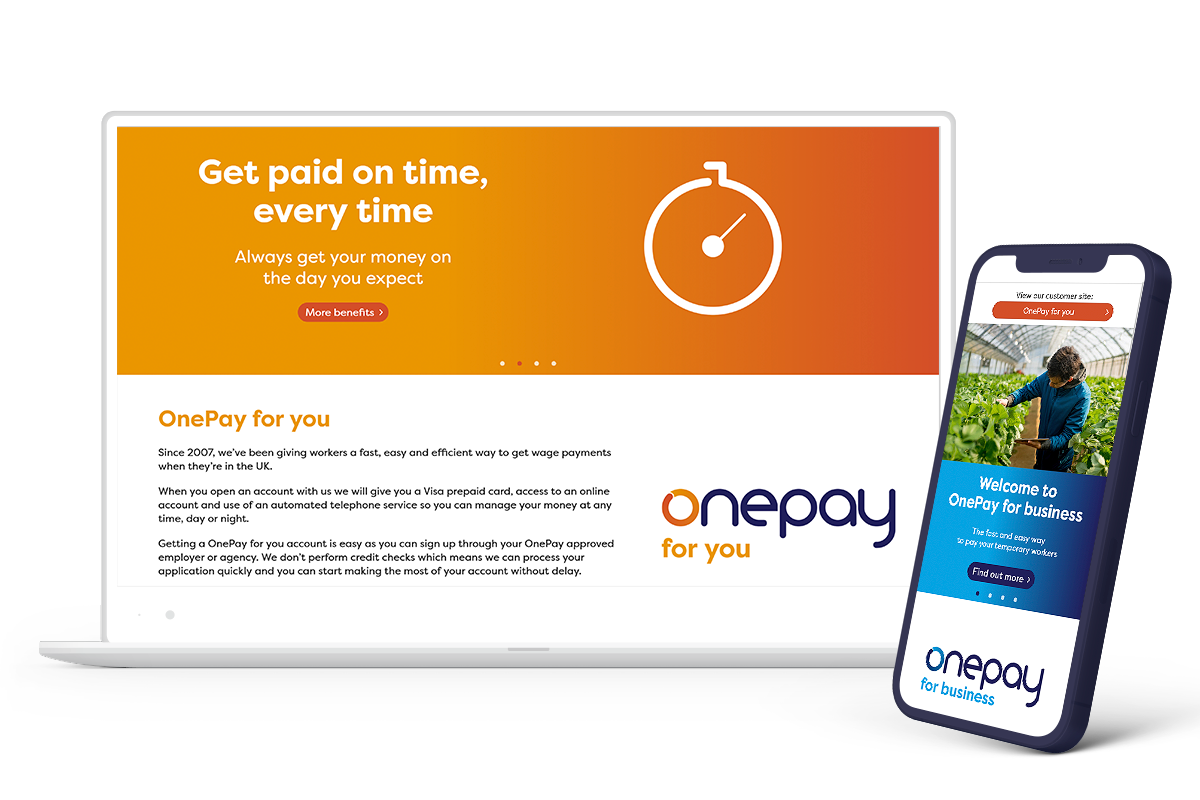 Get paid on time,
every time
Always get your money on
the day you expect
More benefits >
OnePay for you
Since 2007, we've been giving workers a fast, easy and efficient way to get wage payments
when they're in the UK.
When you open an account with us we will give you a Visa prepaid card, access to an online
account and use of an automated telephone service so you can manage your money at any
time, day or night.
Getting a OnePay for you account is easy as you can sign up through your OnePay approved
employer or agency. We don't perform credit checks which means we can process your
application quickly and you can start making the most of your account without delay.
onepay
for you
View our customer site:
OnePay for you >
Welcome to
OnePay for business
The fast and easy way
to pay your temporary workers
Find out more >
onepay
for business